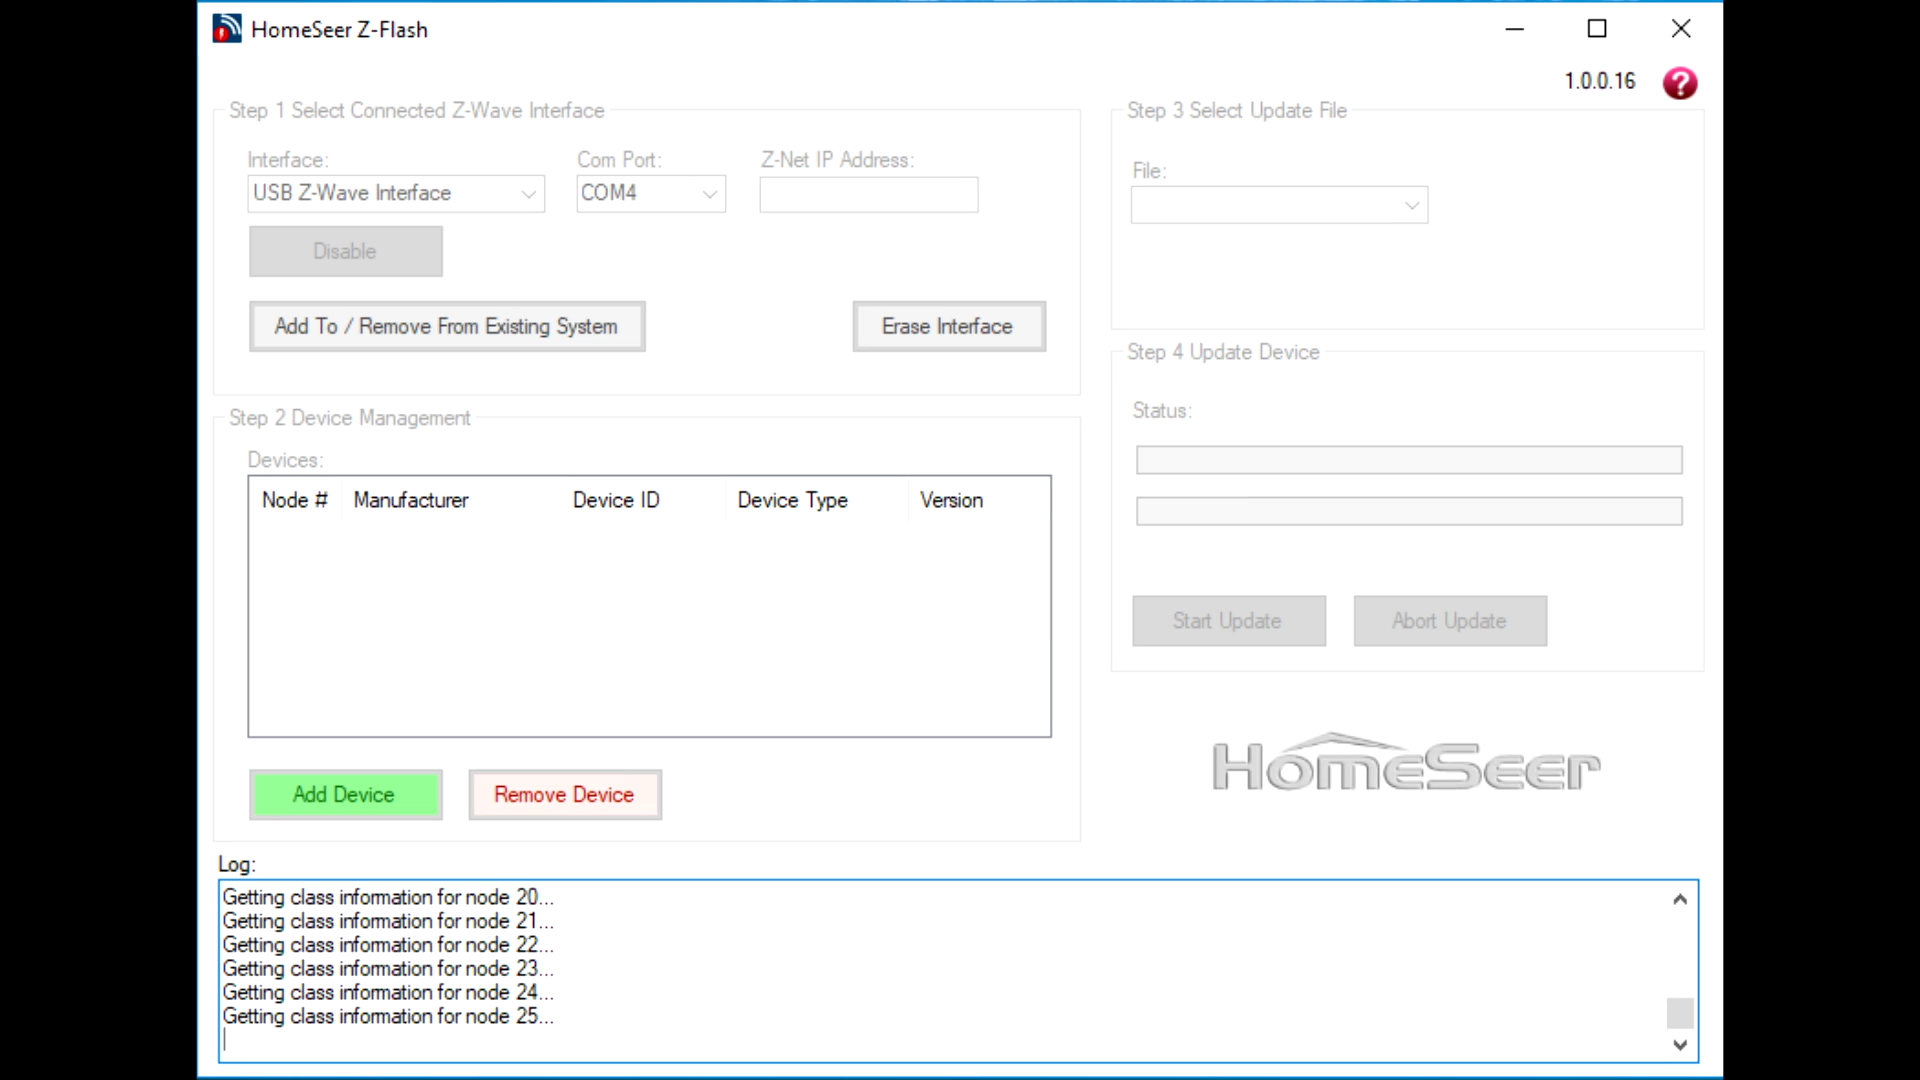 HomeSeer Z-Flash
1.0.0.16
?
Step 1 Select Connected Z-Wave Interface
Interface:
Com Port:
Z-Net IP Address:
USB Z-Wave Interface
COM4
Disable
Add To / Remove From Existing System
Erase Interface
Step 2 Device Management
Devices:
Node #
Manufacturer
Device ID
Device Type
Version
Add Device
Remove Device
Step 3 Select Update File
File:
Step 4 Update Device
Status:
Start Update
Abort Update
HomeSeer
Log:
Getting class information for node 20...
Getting class information for node 21...
Getting class information for node 22...
Getting class information for node 23...
Getting class information for node 24...
Getting class information for node 25...